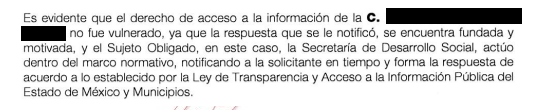 Es evidente que el derecho de acceso a la información de la C.
no fue vulnerado, ya que la respuesta que se le notificó, se encuentra fundada y
motivada, y el Sujeto Obligado, en este caso, la Secretaría de Desarrollo Social, actúo
dentro del marco normativo, notificando a la solicitante en tiempo y forma la respuesta de
acuerdo a lo establecido por la Ley de Transparencia y Acceso a la Información Pública del
Estado de México y Municipios.